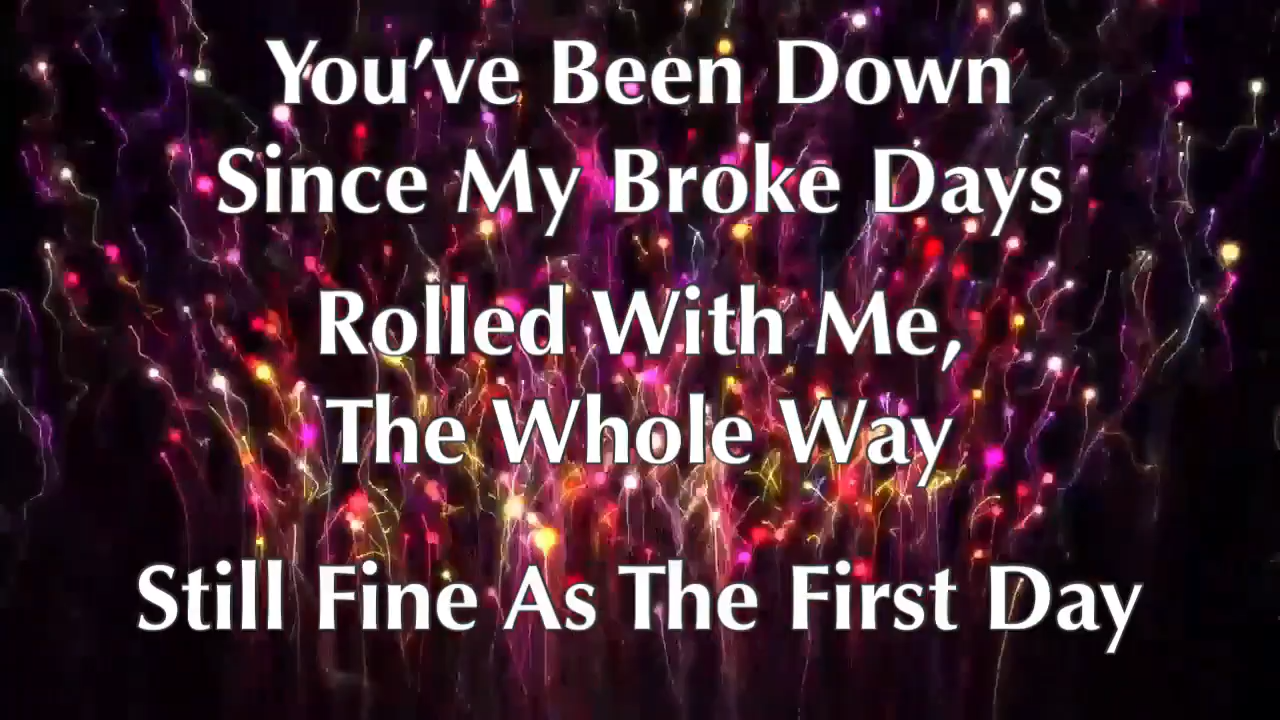 You’ve Been Down
Since My Broke Days
Rolled With Me,
The Whole Way
Still Fine As The First Day